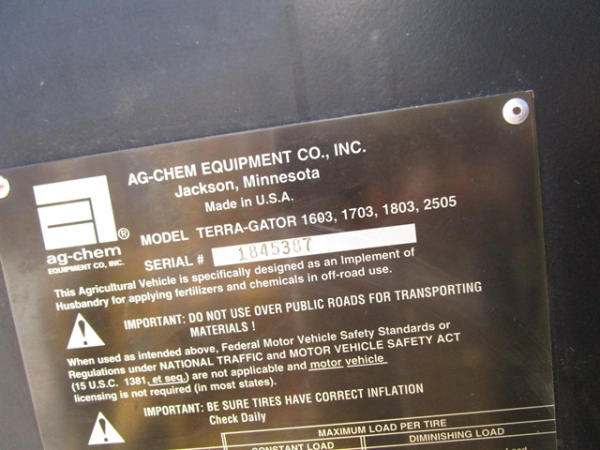 AG-CHEM EQUIPMENT CO., INC.
Jackson, Minnesota
Made in U.S.A.
ag-chem®
EQUIPMENT CO, INC.
MODEL TERRA-GATOR 1603, 1703, 1803, 2505
SERIAL # 1845387
This Agricultural Vehicle is specifically designed as an Implement of
Husbandry for applying fertilizers and chemicals in off-road use.
IMPORTANT: DO NOT USE OVER PUBLIC ROADS FOR TRANSPORTING
MATERIALS !
When used as intended above, Federal Motor Vehicle Safety Standards or
Regulations under NATIONAL TRAFFIC and MOTOR VEHICLE SAFETY ACT
(15 U.S.C. 1381, et seq.) are not applicable and motor vehicle
licensing is not required (in most states).
IMPORTANT: BE SURE TIRES HAVE CORRECT INFLATION
Check Daily
MAXIMUM LOAD PER TIRE
CONSTANT LOAD DIMINISHING LOAD